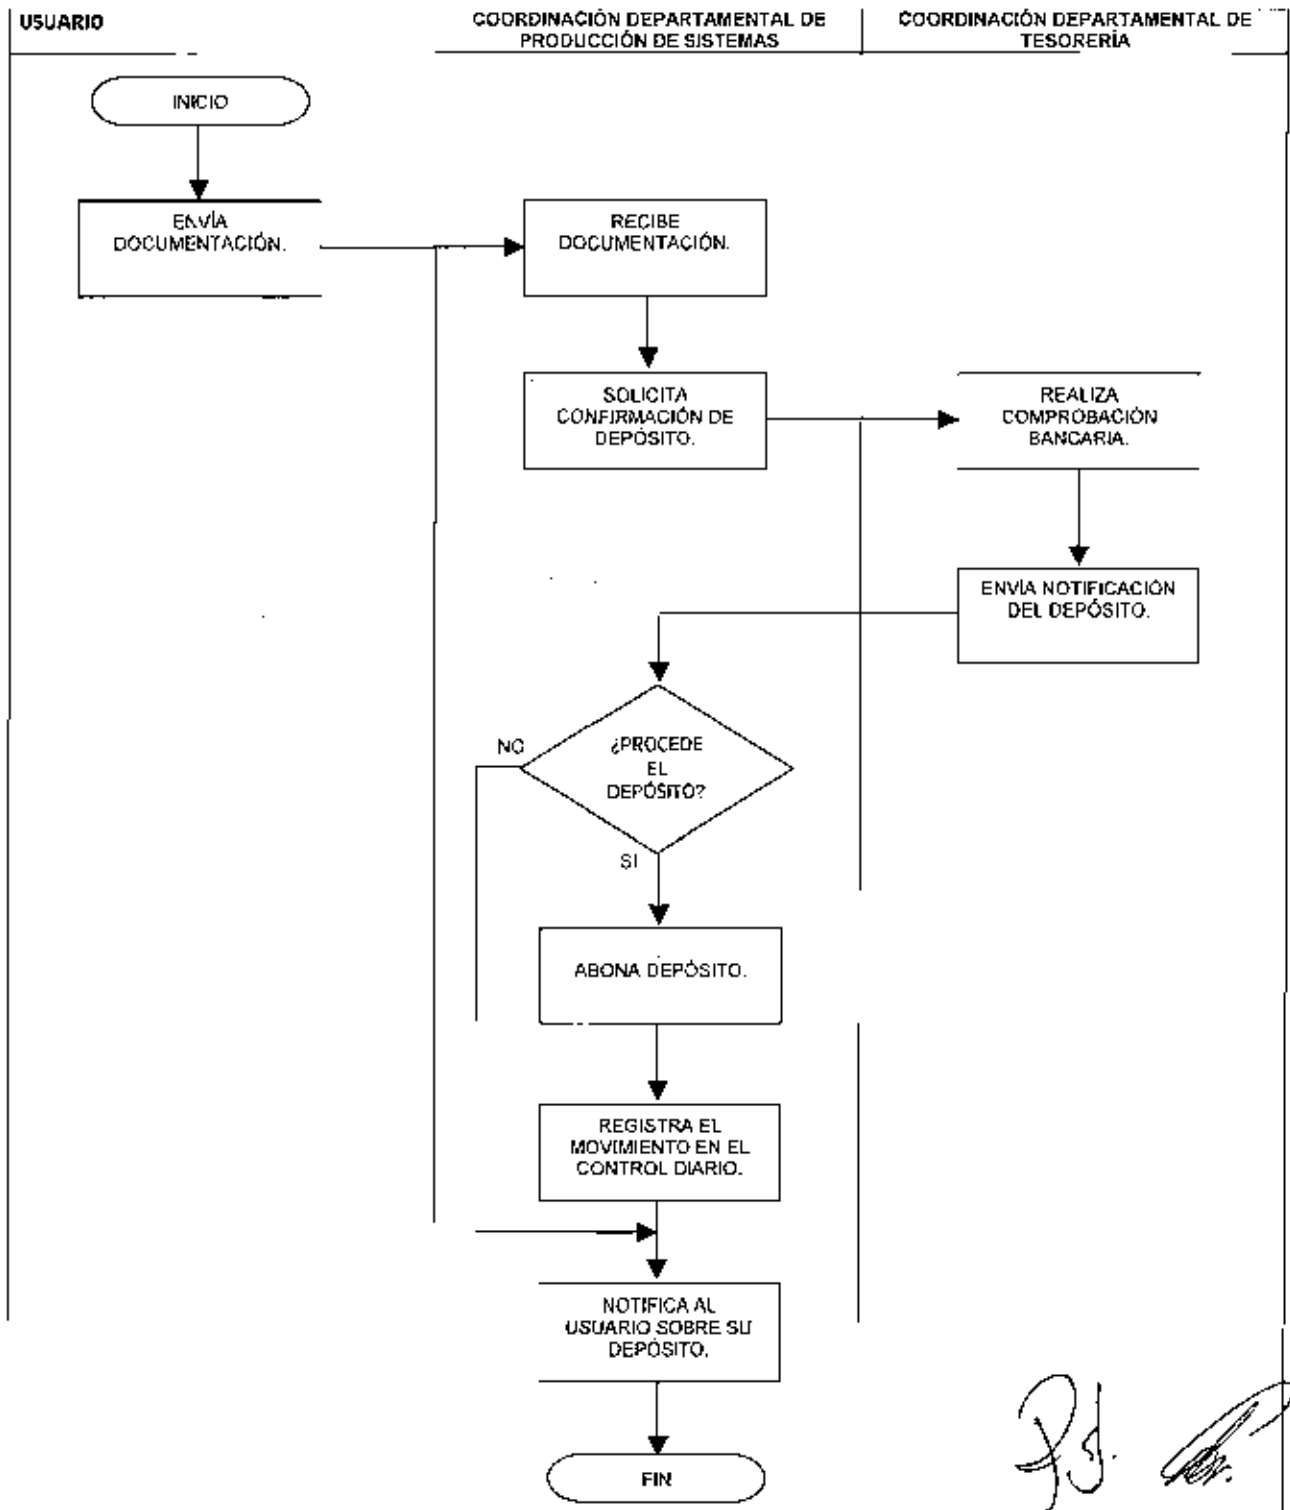 USUARIO
COORDINACIÓN DEPARTAMENTAL DE
PRODUCCIÓN DE SISTEMAS
COORDINACIÓN DEPARTAMENTAL DE
TESORERÍA
INICIO
ENVÍA
DOCUMENTACIÓN.
RECIBE
DOCUMENTACIÓN.
SOLICITA
CONFIRMACIÓN DE
DEPÓSITO.
REALIZA
COMPROBACIÓN
BANCARIA.
ENVÍA NOTIFICACIÓN
DEL DEPÓSITO.
NO
¿PROCEDE
EL
DEPÓSITO?
SI
ABONA DEPÓSITO.
REGISTRA EL
MOVIMIENTO EN EL
CONTROL DIARIO.
NOTIFICA AL
USUARIO SOBRE SU
DEPÓSITO.
FIN